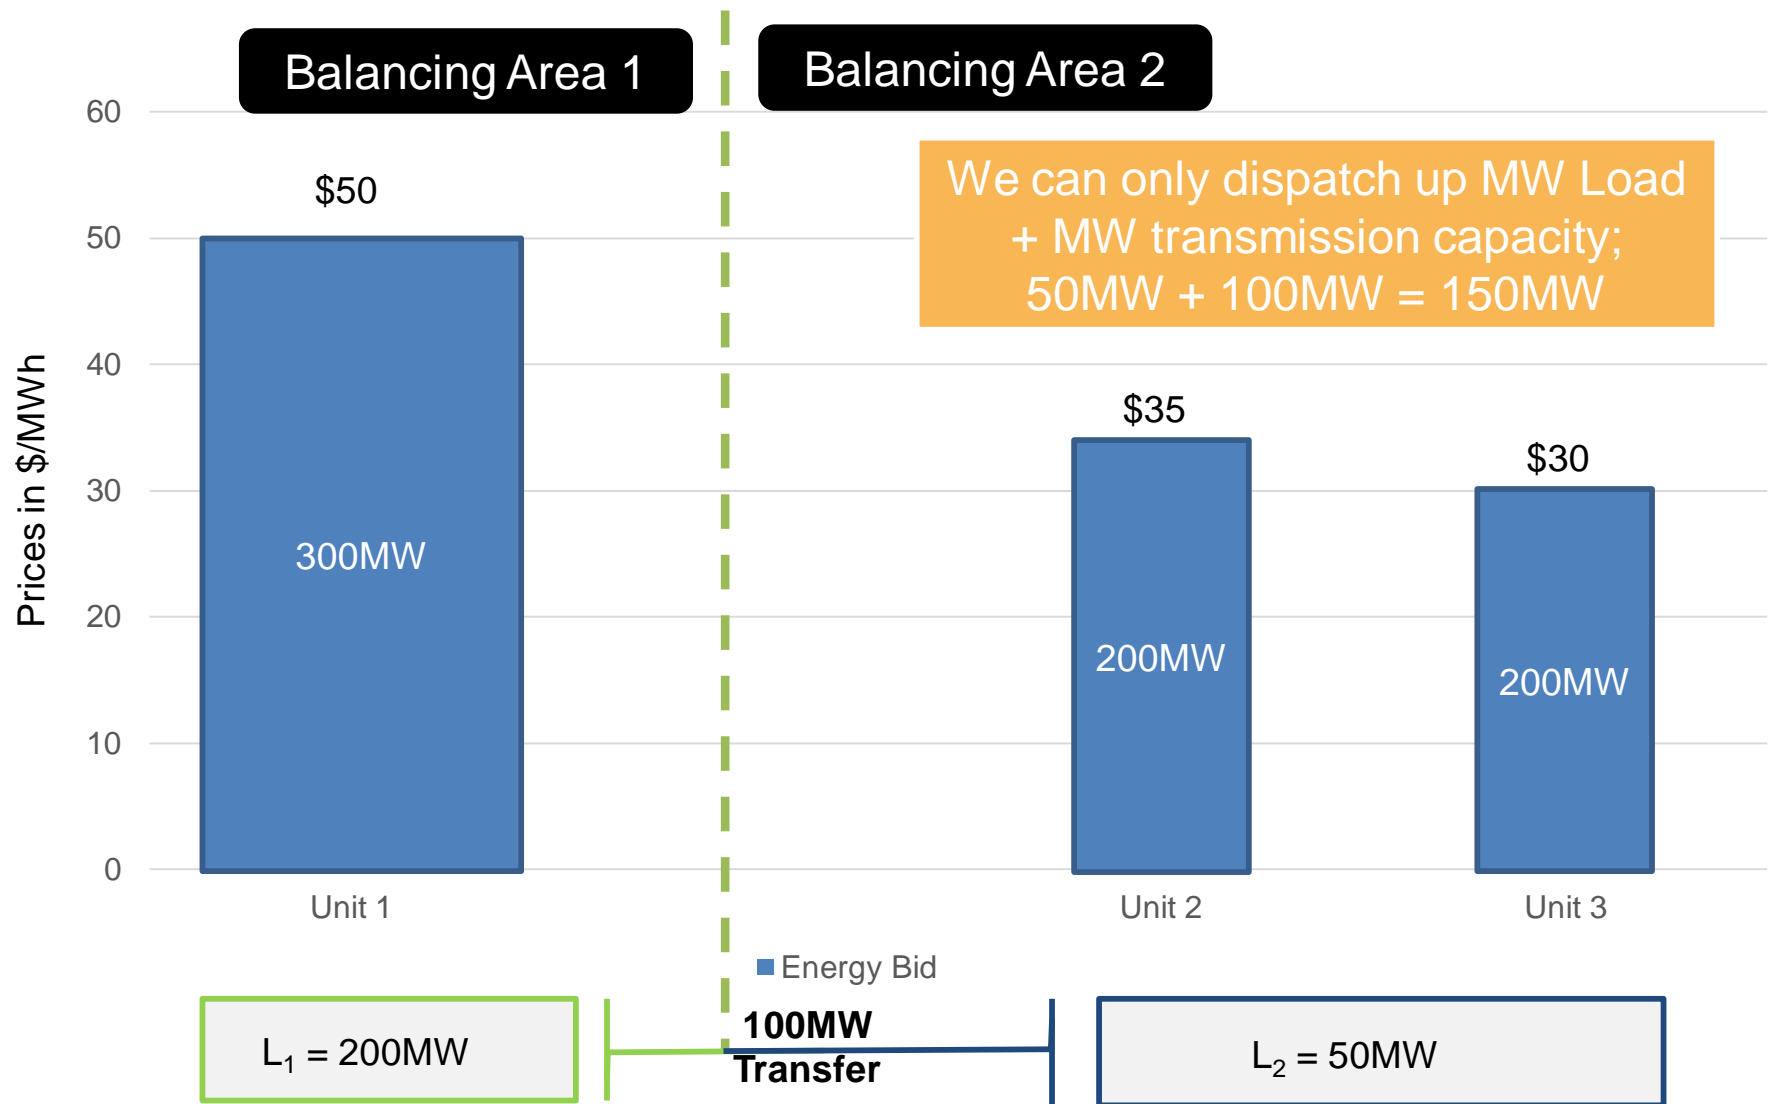 Balancing Area 1
Balancing Area 2
We can only dispatch up MW Load
+ MW transmission capacity;
50MW + 100MW = 150MW
Prices in $/MWh
60
50
40
30
20
10
0
$50
300MW
$35
200MW
$30
200MW
Unit 1
Unit 2
Unit 3
Energy Bid
L₁ = 200MW
100MW
Transfer
L₂ = 50MW